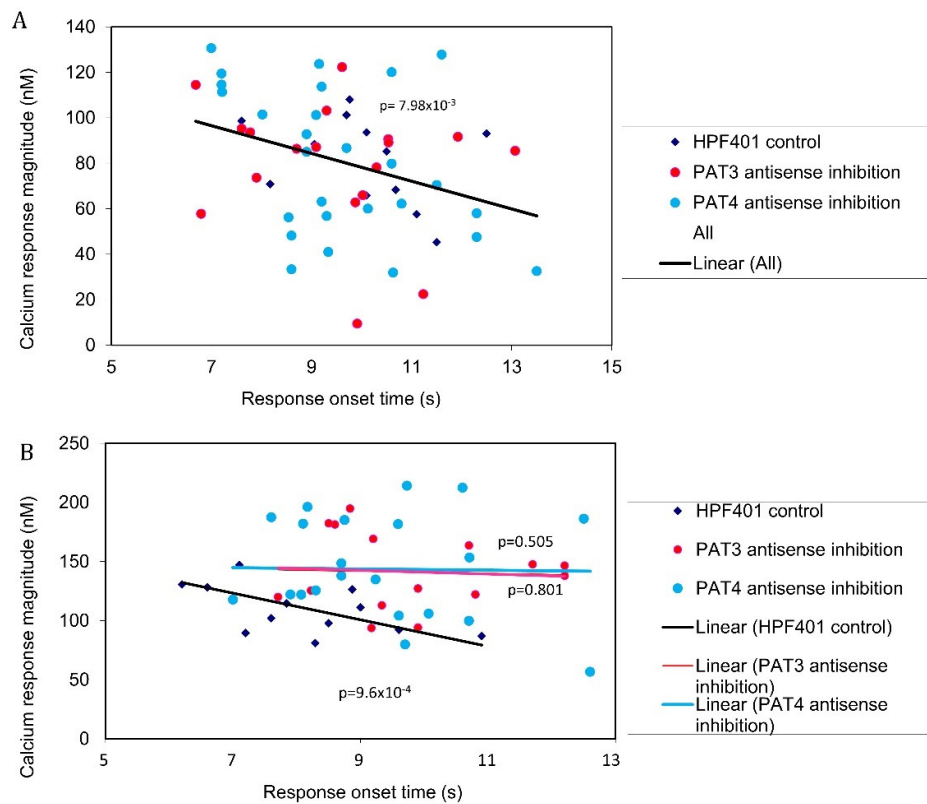 A
140
120
100
80
60
40
20
0
Calcium response magnitude (nM)
p= 7.98x10-3
5 7 9 11 13 15
Response onset time (s)
HPF401 control
PAT3 antisense inhibition
PAT4 antisense inhibition
All
Linear (All)
B
250
200
150
100
50
0
Calcium response magnitude (nM)
p=0.505
p=0.801
p=9.6x10-4
5 7 9 11 13
Response onset time (s)
HPF401 control
PAT3 antisense inhibition
PAT4 antisense inhibition
Linear (HPF401 control)
Linear (PAT3 antisense
inhibition)
Linear (PAT4 antisense
inhibition)